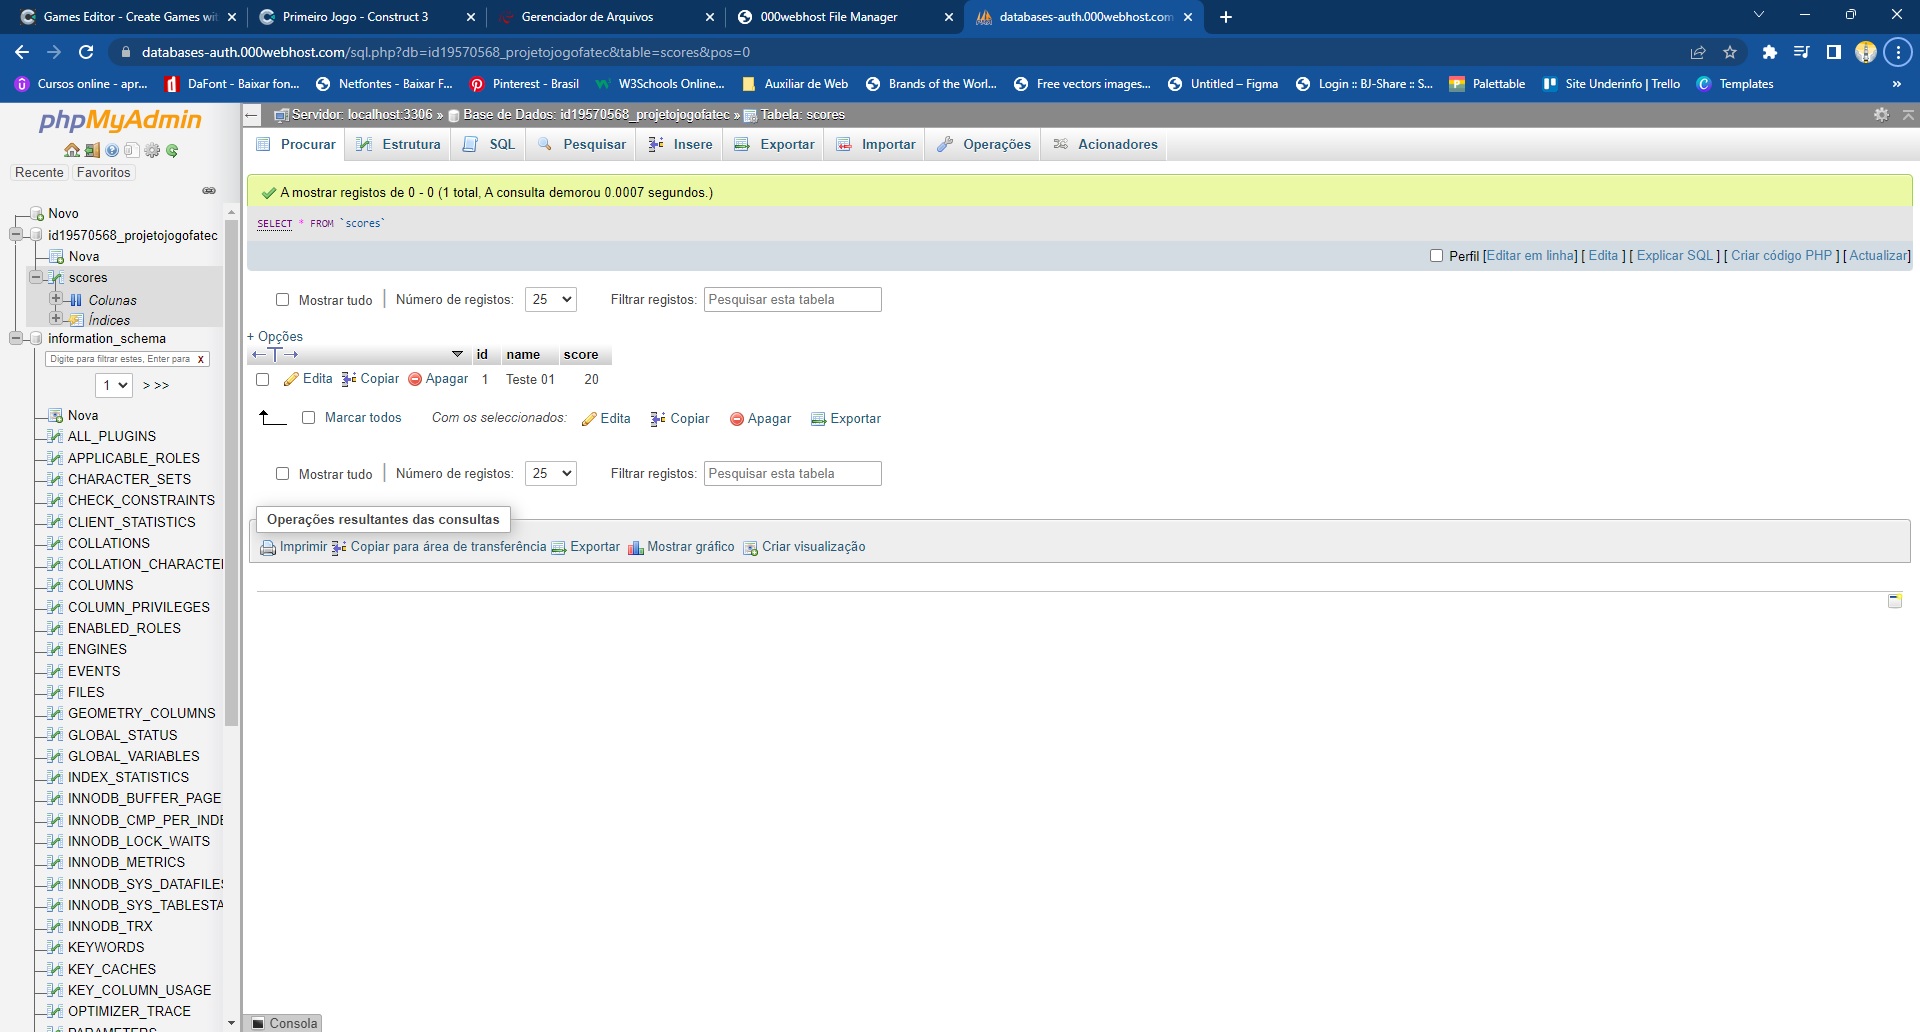 Games Editor - Create Games wit
Primeiro Jogo - Construct 3
Gerenciador de Arquivos
000webhost File Manager
databases-auth.000webhost.com
databases-auth.000webhost.com/sql.php?db=id19570568_projetojogofatec&table=scores&pos=0
Cursos online - apr...
DaFont - Baixar fon...
Netfontes - Baixar F...
Pinterest - Brasil
W3Schools Online...
Auxiliar de Web
Brands of the Worl...
Free vectors images...
Untitled – Figma
Login :: BJ-Share :: S...
Palettable
Site Underinfo | Trello
Templates
»
phpMyAdmin
Recente
Favoritos
Novo
id19570568_projetojogofatec
Nova
scores
Colunas
Índices
information_schema
Digite para filtrar estes, Enter para
X
1
> >>
Nova
ALL_PLUGINS
APPLICABLE_ROLES
CHARACTER_SETS
CHECK_CONSTRAINTS
CLIENT_STATISTICS
COLLATIONS
COLLATION_CHARACTE
COLUMNS
COLUMN_PRIVILEGES
ENABLED_ROLES
ENGINES
EVENTS
FILES
GEOMETRY_COLUMNS
GLOBAL_STATUS
GLOBAL_VARIABLES
INDEX_STATISTICS
INNODB_BUFFER_PAGE
INNODB_CMP_PER_INDE
INNODB_LOCK_WAITS
INNODB_METRICS
INNODB_SYS_DATAFILES
INNODB_SYS_TABLESTA
INNODB_TRX
KEYWORDS
KEY_CACHES
KEY_COLUMN_USAGE
OPTIMIZER_TRACE
PARAMETERS
Servidor: localhost:3306 » Base de Dados: id19570568_projetojogofatec » Tabela: scores
Procurar
Estrutura
SQL
Pesquisar
Insere
Exportar
Importar
Operações
Acionadores
A mostrar registos de 0 - 0 (1 total, A consulta demorou 0.0007 segundos.)
SELECT * FROM `scores`
Perfil [Editar em linha] [ Edita ] [ Explicar SQL ] [ Criar código PHP ] [ Actualizar]
Mostrar tudo | Número de registos: 25 Filtrar registos: Pesquisar esta tabela
+ Opções
←T→ id name score
Edita Copiar Apagar 1 Teste 01 20
Marcar todos Com os seleccionados: Edita Copiar Apagar Exportar
Mostrar tudo | Número de registos: 25 Filtrar registos: Pesquisar esta tabela
Operações resultantes das consultas
Imprimir Copiar para área de transferência Exportar Mostrar gráfico Criar visualização
Consola